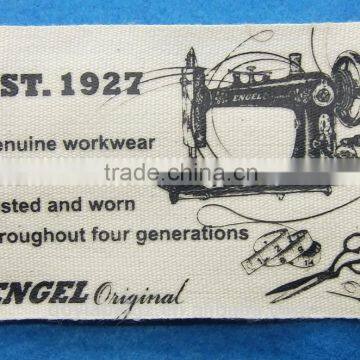 ST. 1927
ENGEL
enuine workwear
trade.china.com
sted and worn
roughout four generations
ENGEL Original